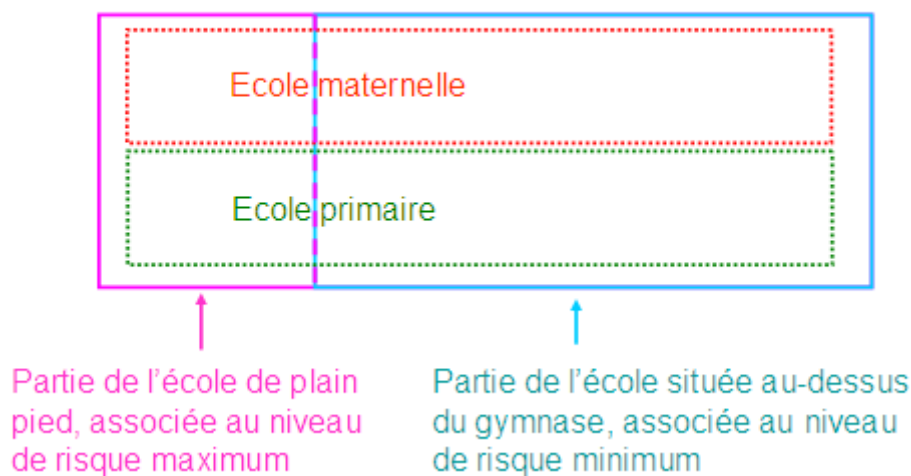 Ecole maternelle
Ecole primaire
Partie de l'école de plain
pied, associée au niveau
de risque maximum
Partie de l'école située au-dessus
du gymnase, associée au niveau
de risque minimum